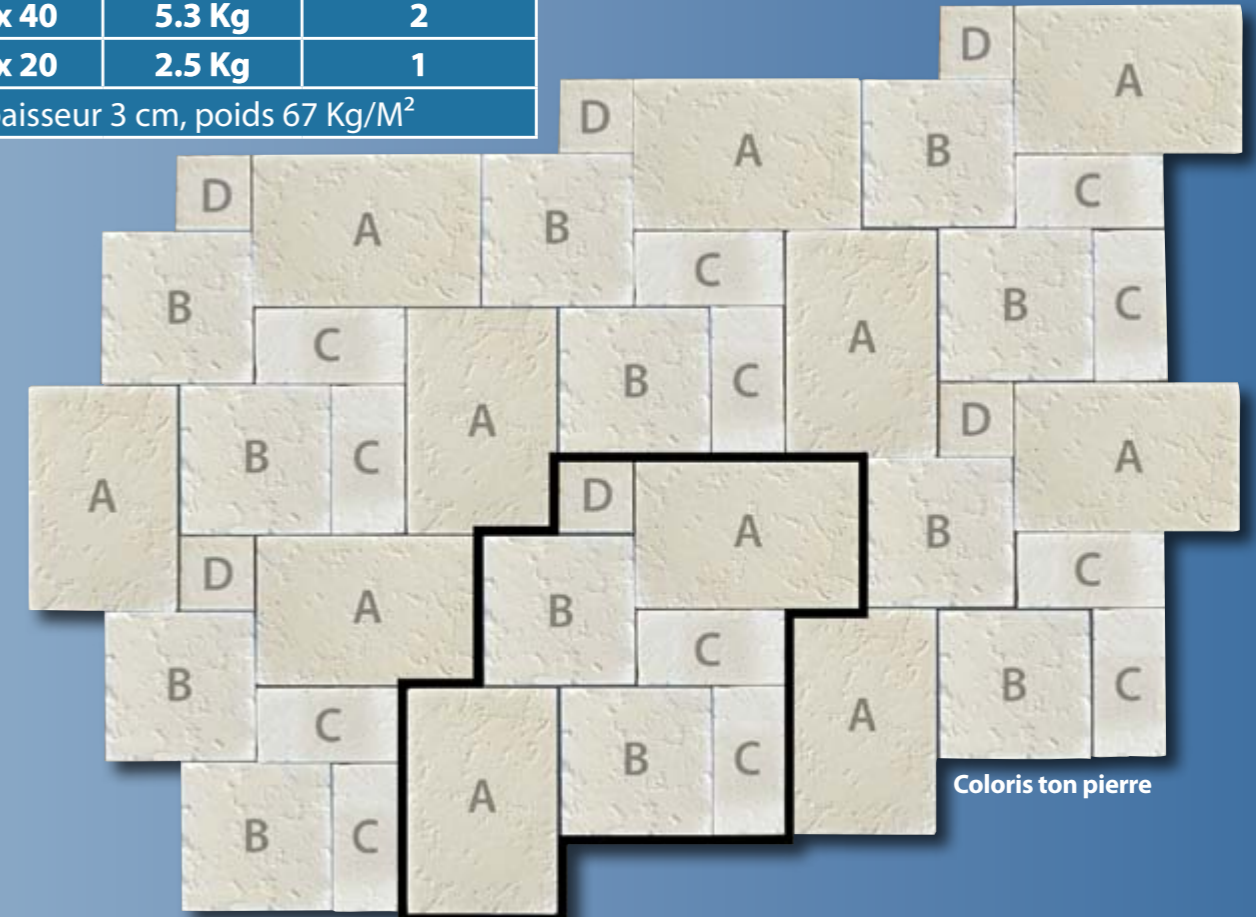 x 40 5.3 Kg 2
x 20 2.5 Kg 1
paisseur 3 cm, poids 67 Kg/M²
D
A
D
A B
D C
A B
C
B B C
C A
B C
A D
B C A
A D
A B
D C
A B
C
B B C
C A
B C
Coloris ton pierre
A
B C